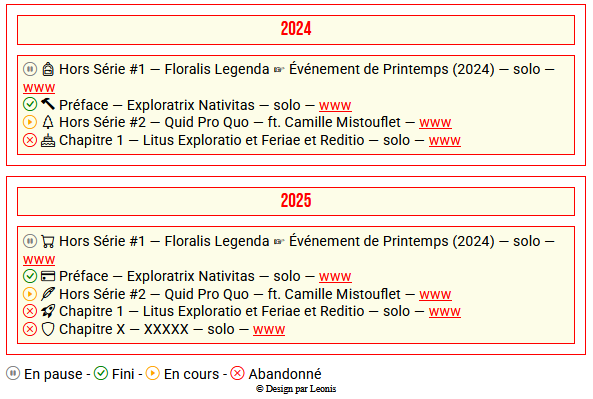 2024
Hors Série #1 — Floralis Legenda ☞ Événement de Printemps (2024) — solo —
www
Préface — Exploratrix Nativitas — solo — www
Hors Série #2 — Quid Pro Quo — ft. Camille Mistouflet — www
Chapitre 1 — Litus Exploratio et Feriae et Reditio — solo — www
2025
Hors Série #1 — Floralis Legenda ☞ Événement de Printemps (2024) — solo —
www
Préface — Exploratrix Nativitas — solo — www
Hors Série #2 — Quid Pro Quo — ft. Camille Mistouflet — www
Chapitre 1 — Litus Exploratio et Feriae et Reditio — solo — www
Chapitre X — XXXXX — solo — www
En pause - Fini - En cours - Abandonné
© Design par Leonis